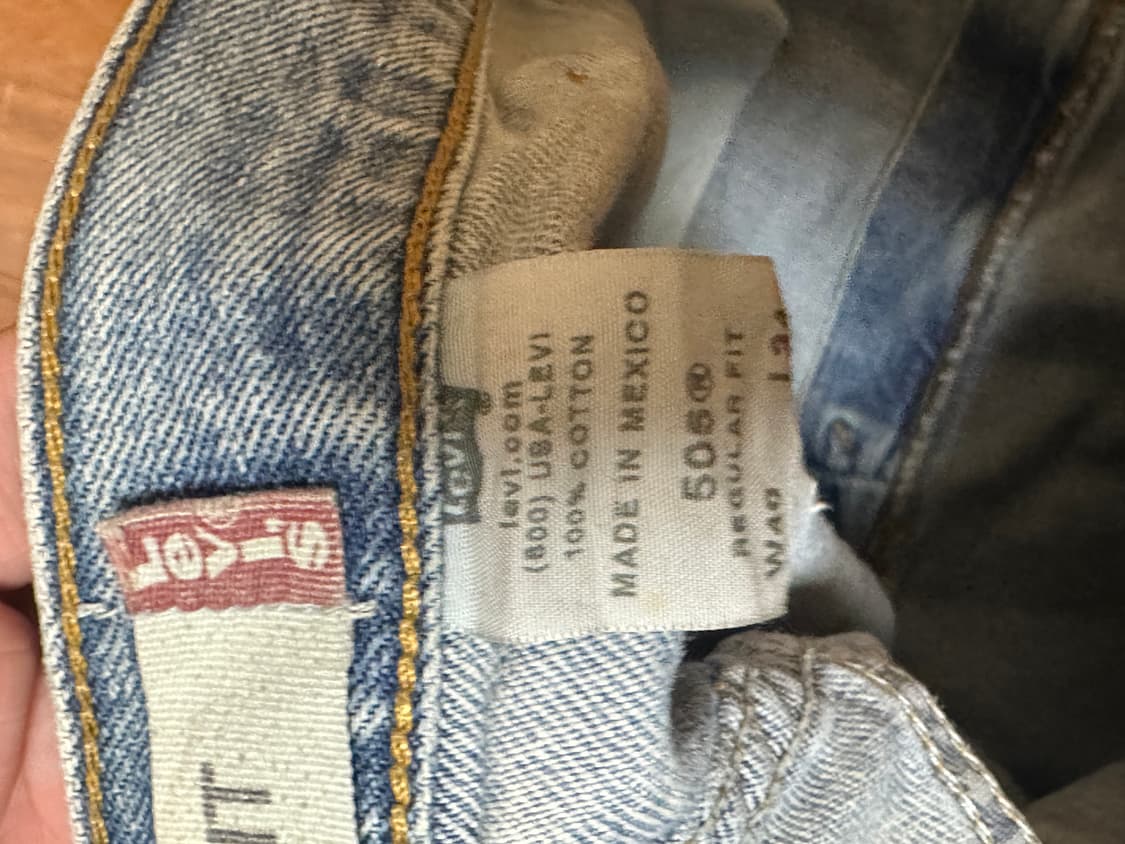 Levi's
LEVI'S
levi.com
(800) USA-LEVI
100% COTTON
MADE IN MEXICO
505®
REGULAR FIT